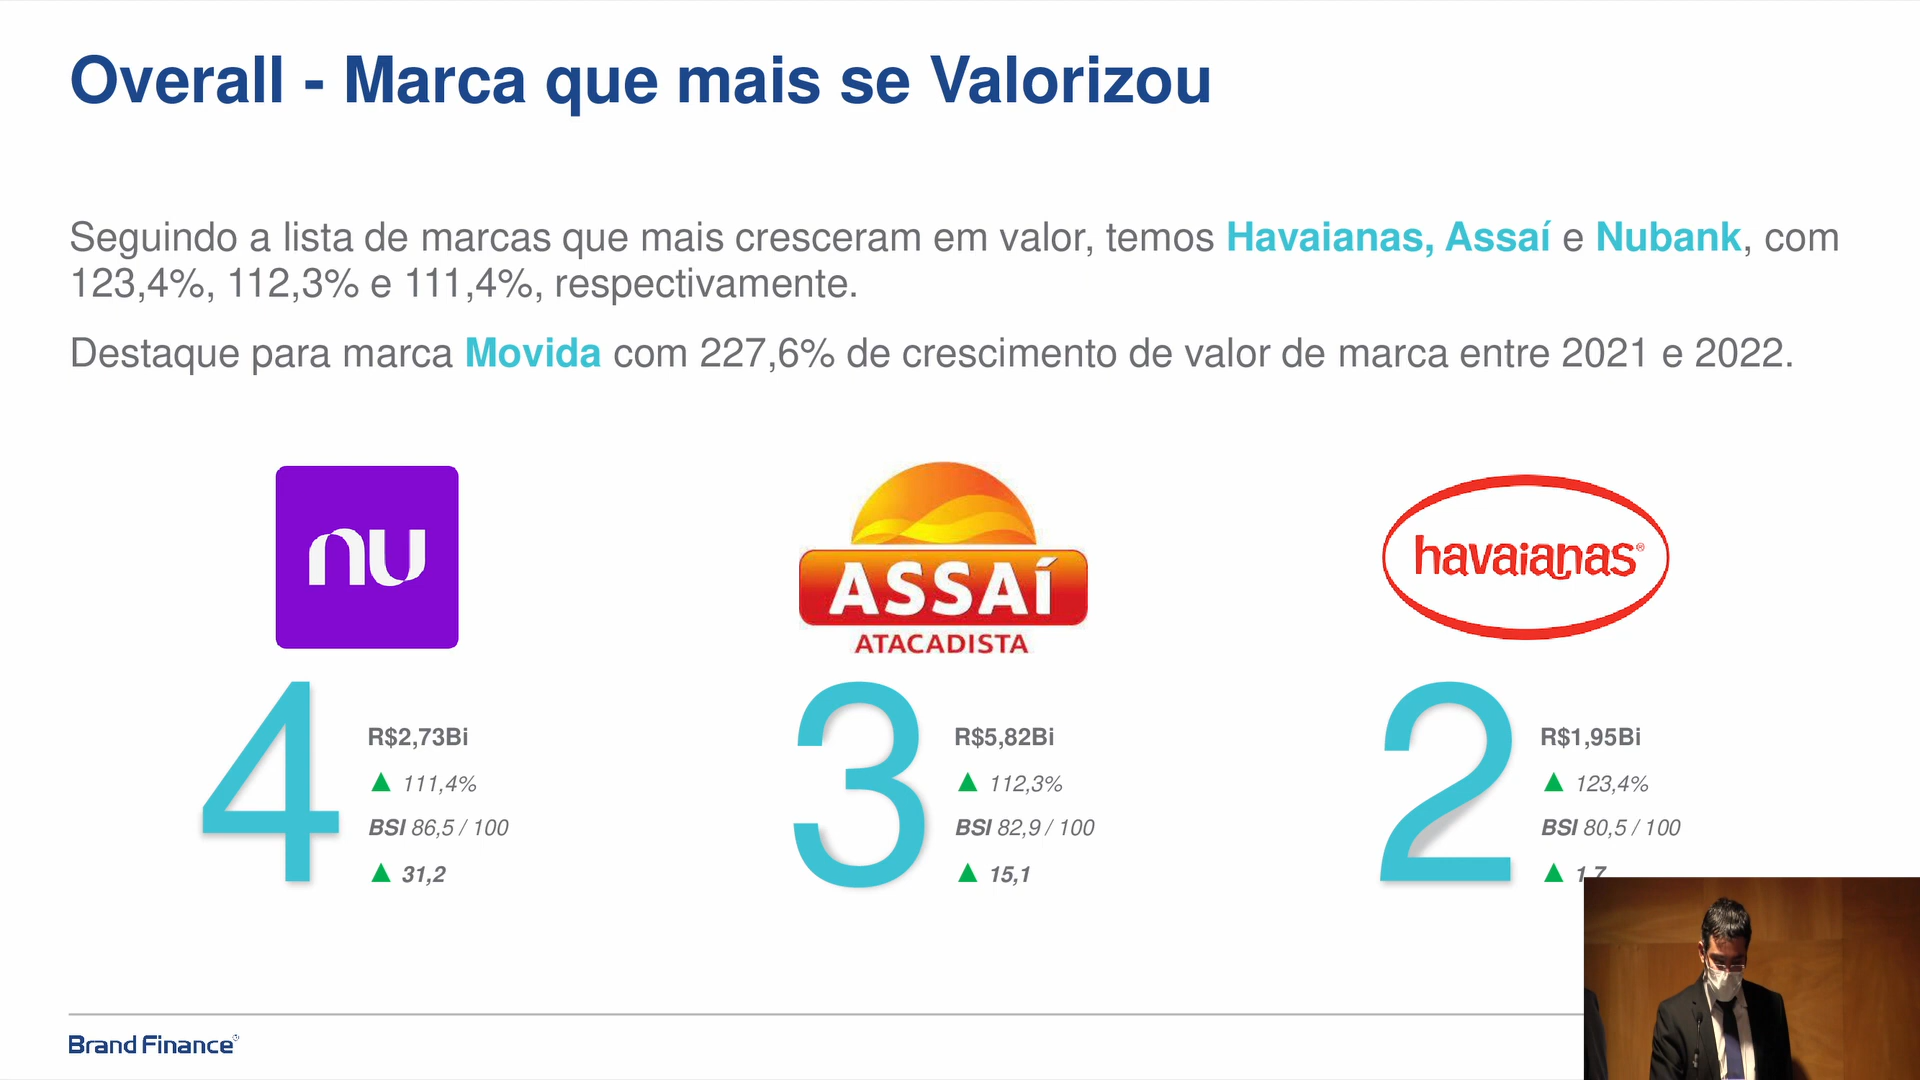 Overall - Marca que mais se Valorizou
Seguindo a lista de marcas que mais cresceram em valor, temos Havaianas, Assaí e Nubank, com
123,4%, 112,3% e 111,4%, respectivamente.
Destaque para marca Movida com 227,6% de crescimento de valor de marca entre 2021 e 2022.
nu
4
R$2,73Bi
▲ 111,4%
BSI 86,5 / 100
▲ 31,2
ASSAÍ
ATACADISTA
3
R$5,82Bi
▲ 112,3%
BSI 82,9 / 100
▲ 15,1
havaianas®
2
R$1,95Bi
▲ 123,4%
BSI 80,5 / 100
▲ 1,7
Brand Finance®